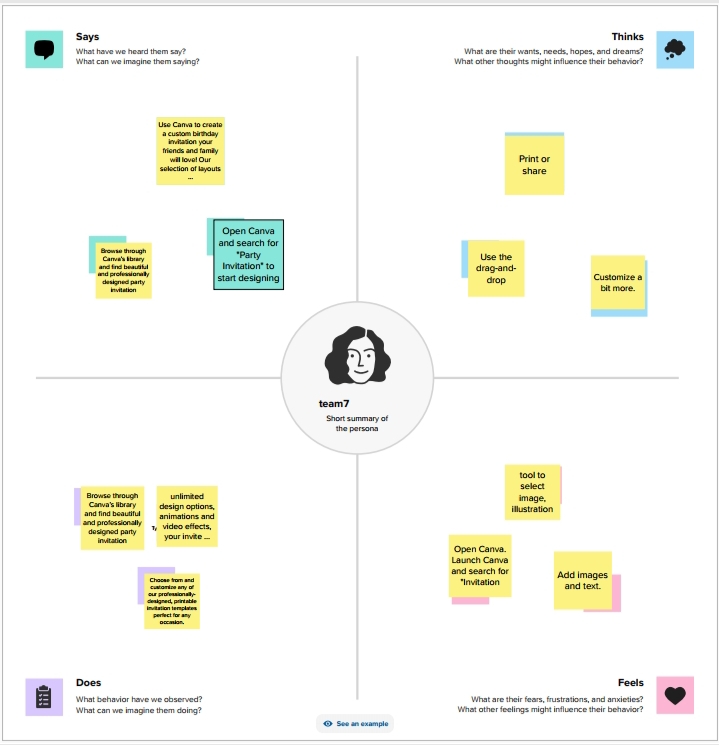 Says
What have we heard them say?
What can we imagine them saying?
Thinks
What are their wants, needs, hopes, and dreams?
What other thoughts might influence their behavior?
Use Canva to create
a custom birthday
invitation your
friends and family
will love! Our
selection of layouts
...
Browse through
Canva's library
and find beautiful
and professionally
designed party
invitation
Open Canva
and search for
"Party
Invitation" to
start designing
Print or
share
Use the
drag-and-
drop
Customize a
bit more.
team7
Short summary of
the persona
Browse through
Canva's library
and find beautiful
and professionally
designed party
invitation
unlimited
design options,
animations and
video effects,
your invite ...
Choose from and
customize any of
our professionally-
designed, printable
invitation templates
perfect for any
occasion.
tool to
select
image,
illustration
Open Canva.
Launch Canva
and search for
"Invitation
Add images
and text.
Does
What behavior have we observed?
What can we imagine them doing?
Feels
What are their fears, frustrations, and anxieties?
What other feelings might influence their behavior?
See an example